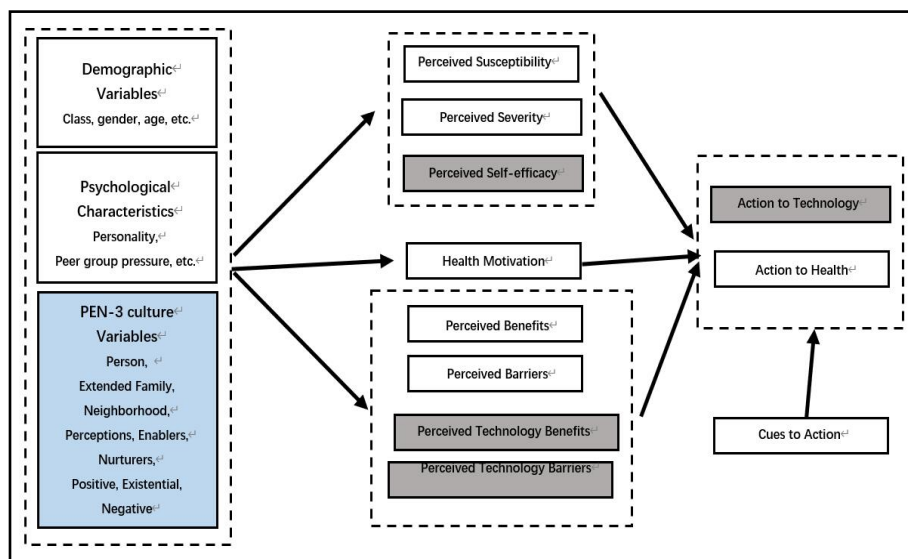 Demographic
Variables
Class, gender, age, etc.
Psychological
Characteristics
Personality,
Peer group pressure, etc.
PEN-3 culture
Variables
Person,
Extended Family,
Neighborhood,
Perceptions, Enablers,
Nurturers,
Positive, Existential,
Negative
Perceived Susceptibility
Perceived Severity
Perceived Self-efficacy
Health Motivation
Perceived Benefits
Perceived Barriers
Perceived Technology Benefits
Perceived Technology Barriers
Action to Technology
Action to Health
Cues to Action